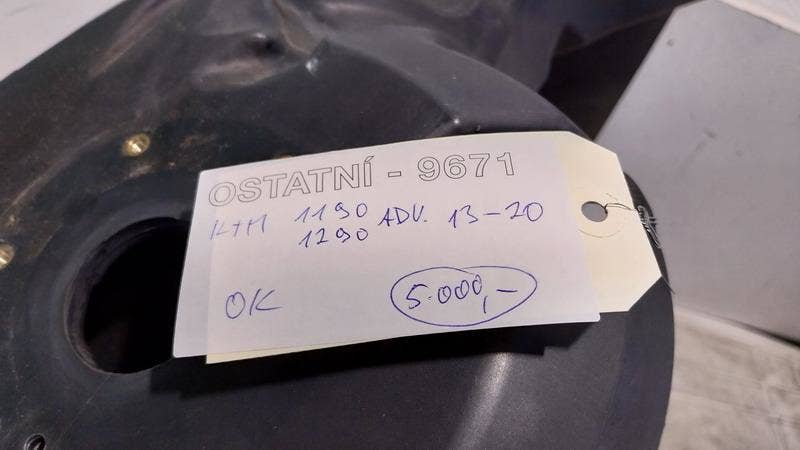 OSTATNÍ - 9671
KTM 1190 ADV. 13-20
1290
OK 5.000,-